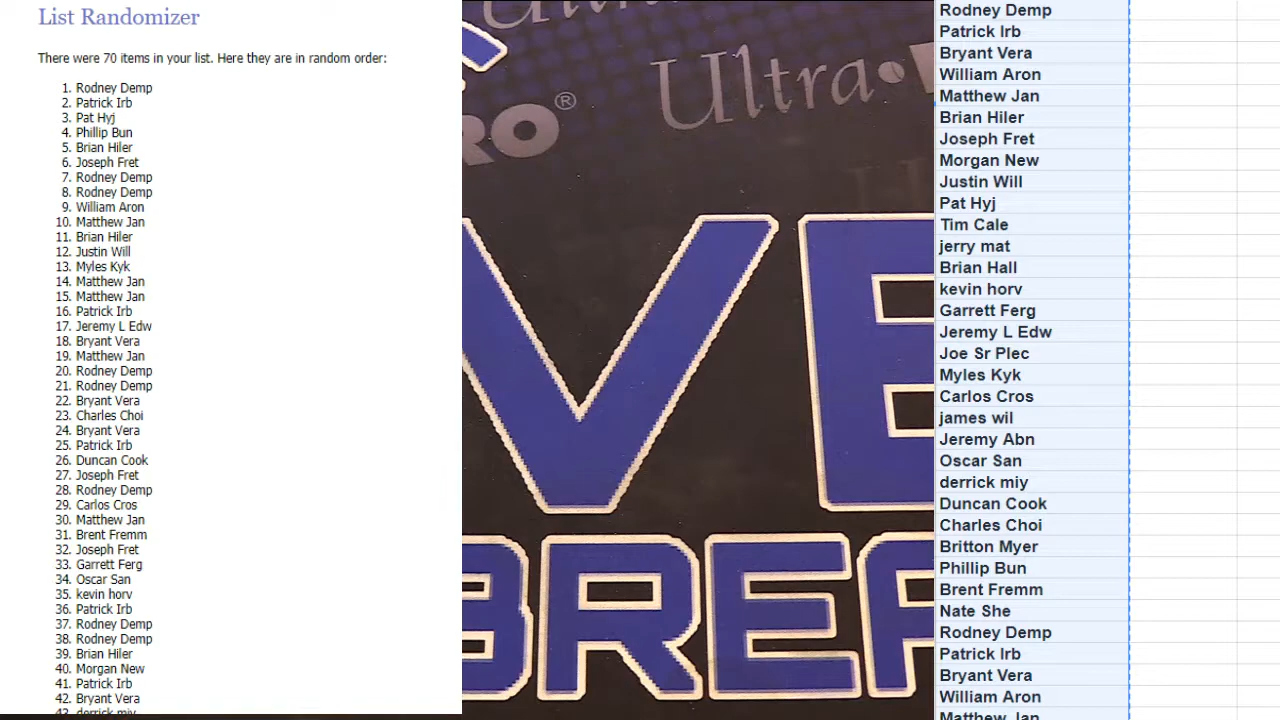 List Randomizer
There were 70 items in your list. Here they are in random order:
1. Rodney Demp
2. Patrick Irb
3. Pat Hyj
4. Phillip Bun
5. Brian Hiler
6. Joseph Fret
7. Rodney Demp
8. Rodney Demp
9. William Aron
10. Matthew Jan
11. Brian Hiler
12. Justin Will
13. Myles Kyk
14. Matthew Jan
15. Matthew Jan
16. Patrick Irb
17. Jeremy L Edw
18. Bryant Vera
19. Matthew Jan
20. Rodney Demp
21. Rodney Demp
22. Bryant Vera
23. Charles Choi
24. Bryant Vera
25. Patrick Irb
26. Duncan Cook
27. Joseph Fret
28. Rodney Demp
29. Carlos Cros
30. Matthew Jan
31. Brent Fremm
32. Joseph Fret
33. Garrett Ferg
34. Oscar San
35. kevin horv
36. Patrick Irb
37. Rodney Demp
38. Rodney Demp
39. Brian Hiler
40. Morgan New
41. Patrick Irb
42. Bryant Vera
43. derrick miy
Ultra
Ultra
RO®
VE
BREA
Rodney Demp
Patrick Irb
Bryant Vera
William Aron
Matthew Jan
Brian Hiler
Joseph Fret
Morgan New
Justin Will
Pat Hyj
Tim Cale
jerry mat
Brian Hall
kevin horv
Garrett Ferg
Jeremy L Edw
Joe Sr Plec
Myles Kyk
Carlos Cros
james wil
Jeremy Abn
Oscar San
derrick miy
Duncan Cook
Charles Choi
Britton Myer
Phillip Bun
Brent Fremm
Nate She
Rodney Demp
Patrick Irb
Bryant Vera
William Aron
Matthew Jan